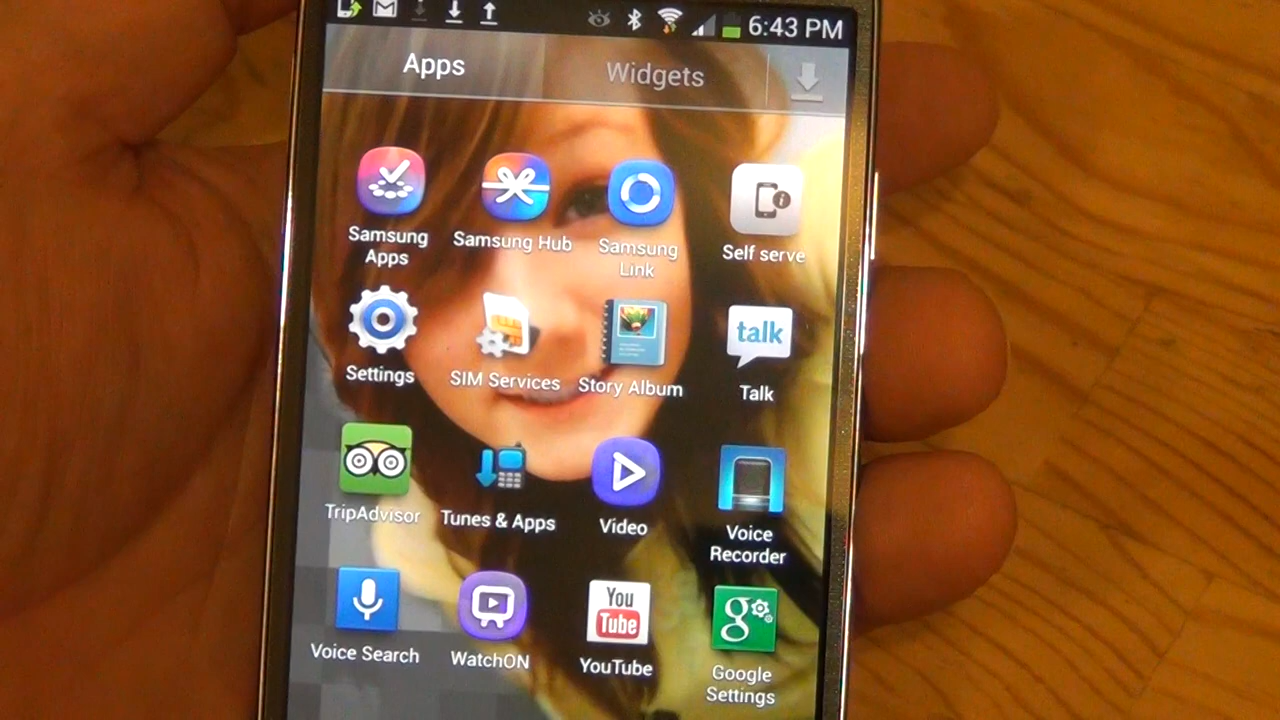 6:43 PM
Apps
Widgets
Samsung
Apps
Samsung Hub
Samsung
Link
Self serve
talk
Settings
SIM Services
Story Album
Talk
TripAdvisor
Tunes & Apps
Video
Voice
Recorder
You
Tube
g
Voice Search
WatchON
YouTube
Google
Settings